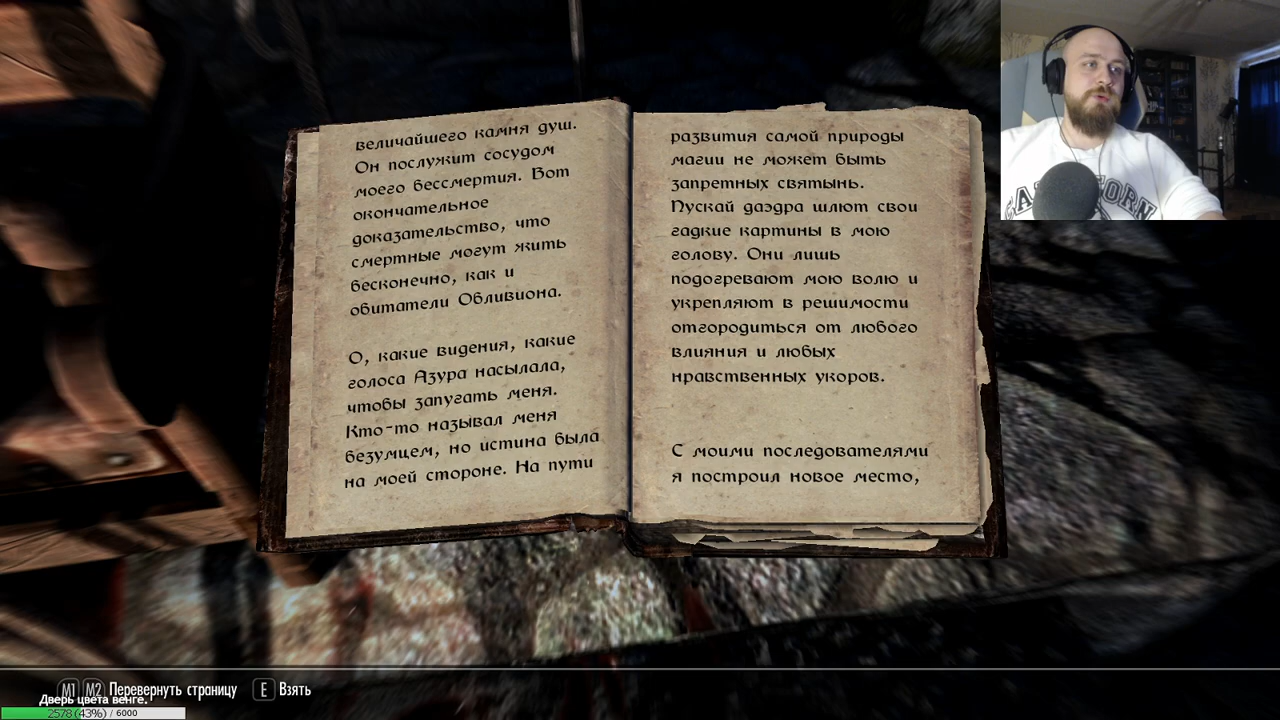 величайшего камня душ.
Он послужит сосудом
моего бессмертия. Вот
окончательное
доказательство, что
смертные могут жить
бесконечно, как и
обитатели Обливиона.
О, какие видения, какие
голоса Азура насылала,
чтобы запугать меня.
Кто-то называл меня
безумцем, но истина была
на моей стороне. На пути
развития самой природы
магии не может быть
запретных святынь.
Пускай даэдра шлют свои
гадкие картины в мою
голову. Они лишь
подогревают мою волю и
укрепляют в решимости
отгородиться от любого
влияния и любых
нравственных укоров.
С моими последователями
я построил новое место,
CA FORN
M1 M2 Перевернуть страницу E Взять
Дверь цвета венге.
2578 (43%) / 6000